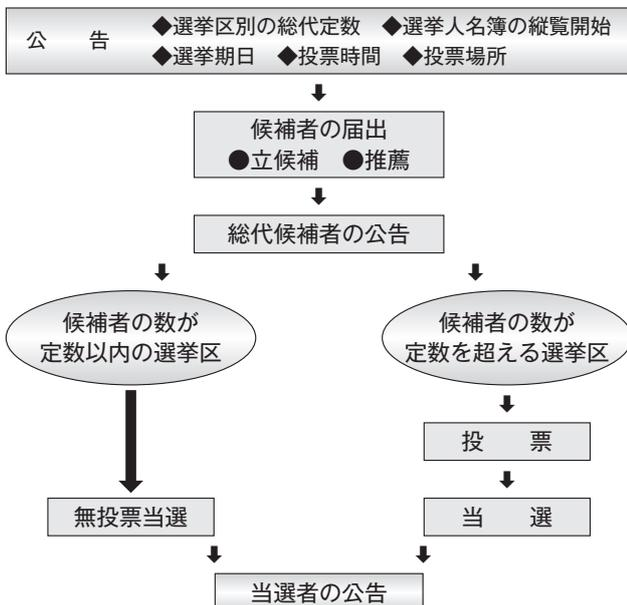 公　告
◆選挙区別の総代定数　◆選挙人名簿の縦覧開始
◆選挙期日　◆投票時間　◆投票場所
候補者の届出
●立候補　●推薦
総代候補者の公告
候補者の数が
定数以内の選挙区
候補者の数が
定数を超える選挙区
投　票
無投票当選
当　選
当選者の公告